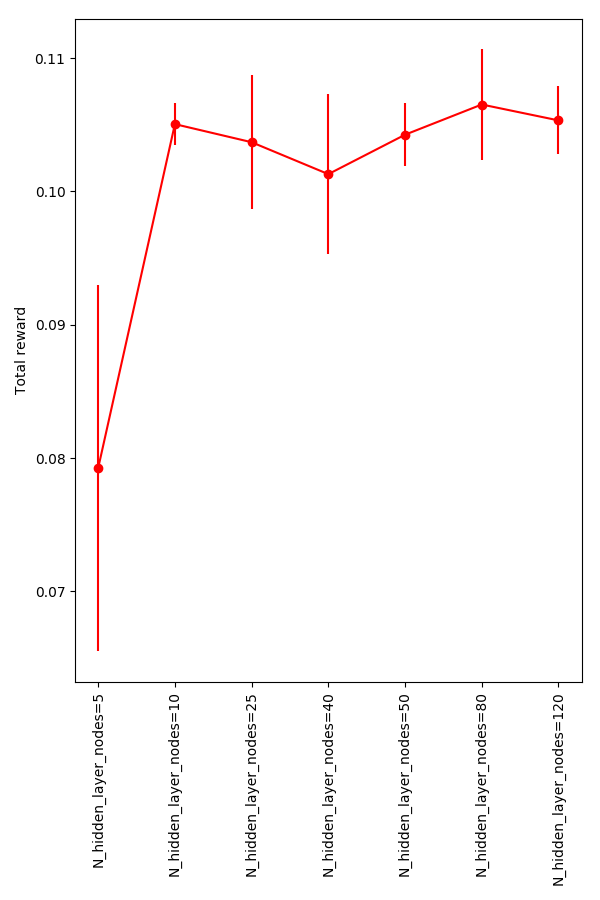 0.11
0.10
0.09
0.08
0.07
Total reward
N_hidden_layer_nodes=5
N_hidden_layer_nodes=10
N_hidden_layer_nodes=25
N_hidden_layer_nodes=40
N_hidden_layer_nodes=50
N_hidden_layer_nodes=80
N_hidden_layer_nodes=120